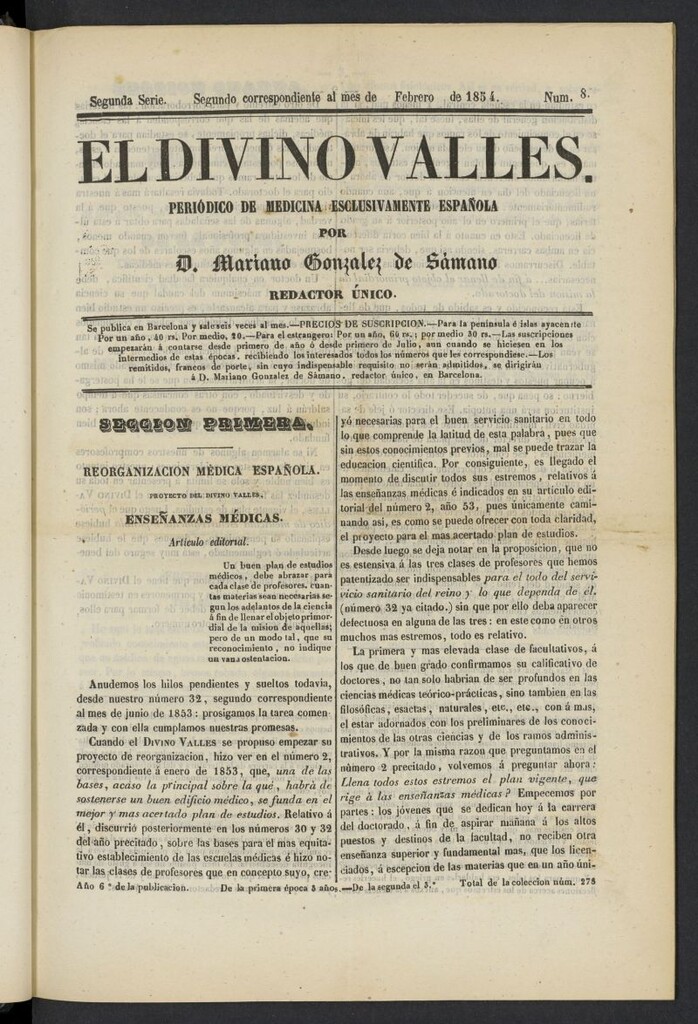 Segunda Serie. Segundo correspondiente al mes de Febrero de 1854. Num. 8.
EL DIVINO VALLES.
PERIÓDICO DE MEDICINA ESCLUSIVAMENTE ESPAÑOLA
POR
D. Mariano Gonzalez de Sámano
REDACTOR ÚNICO.
Se publica en Barcelona y sale seis veces al mes.—PRECIOS DE SUSCRIPCION.—Para la península é islas ayacente
Por un año, 40 rs. Por medio, 20.—Para el estrangero: Por un año, 60 rs.; por medio 30 rs.—Las suscripciones
empezarán á contarse desde primero de año ó desde primero de Julio, aun cuando se hiciesen en los
intermedios de estas épocas, recibiendo los interesados todos los números que les correspondiese.—Los
remitidos, francos de porte, sin cuyo indispensable requisito no serán admitidos, se dirigirán
á D. Mariano Gonzalez de Sámano, redactor único, en Barcelona.
SECCION PRIMERA.
REORGANIZACION MÉDICA ESPAÑOLA.
PROYECTO DEL DIVINO VALLES.
ENSEÑANZAS MÉDICAS.
Artículo editorial.
Un buen plan de estudios
médicos, debe abrazar para
cada clase de profesores, cuan-
tas materias sean necesarias se-
gun los adelantos de la ciencia
á fin de llenar el objeto primor-
dial de la mision de aquellas;
pero de un modo tal, que su
reconocimiento, no indique
un vana ostentacion.
Anudemos los hilos pendientes y sueltos todavia,
desde nuestro número 32, segundo correspondiente
al mes de junio de 1853: prosigamos la tarea comen-
zada y con ella cumplamos nuestras promesas.
Cuando el DIVINO VALLES se propuso empezar su
proyecto de reorganizacion, hizo ver en el número 2,
correspondiente á enero de 1853, que, una de las
bases, acaso la principal sobre la que, habrá de
sostenerse un buen edificio médico, se funda en el
mejor y mas acertado plan de estudios. Relativo á
él, discurrió posteriormente en los números 30 y 32
del año precitado, sobre las bases para el mas equita-
tivo establecimiento de las escuelas médicas é hizo no-
tar las clases de profesores que en concepto suyo, cre-
yó necesarias para el buen servicio sanitario en todo
lo que comprende la latitud de esta palabra, pues que
sin estos conocimientos previos, mal se puede trazar la
educacion cientifica. Por consiguiente, es llegado el
momento de discutir todos sus estremos, relativos á
las enseñanzas médicas é indicados en su artículo edi-
torial del número 2, año 53, pues únicamente cami-
nando asi, es como se puede ofrecer con toda claridad,
el proyecto para el mas acertado plan de estudios.
Desde luego se deja notar en la proposicion, que no
es estensiva á las tres clases de profesores que hemos
patentizado ser indispensables para el todo del servi-
vicio sanitario del reino y lo que dependa de él.
(número 32 ya citado.) sin que por ello deba aparecer
defectuosa en alguna de las tres: en este como en otros
muchos mas estremos, todo es relativo.
La primera y mas elevada clase de facultativos, á
los que de buen grado confirmamos su calificativo de
doctores, no tan solo habrian de ser profundos en las
ciencias médicas teórico-prácticas, sino tambien en las
filosóficas, esactas, naturales, etc., etc., con á mas,
el estar adornados con los preliminares de los conoci-
mientos de las otras ciencias y de los ramos adminis-
trativos. Y por la misma razon que preguntamos en el
número 2 precitado, volvemos á preguntar ahora:
Llena todos estos estremos el plan vigente, que
rige á las enseñanzas médicas? Empecemos por
partes: los jóvenes que se dedican hoy á la carrera
del doctorado, á fin de aspirar mañana á los altos
puestos y destinos de la facultad, no reciben otra
enseñanza superior y fundamental mas, que los licen-
ciados, á escepcion de las materias que en un año úni-
Año 6.º de la publicacion. De la primera época 3 años.—De la segunda el 3.º Total de la coleccion núm. 278